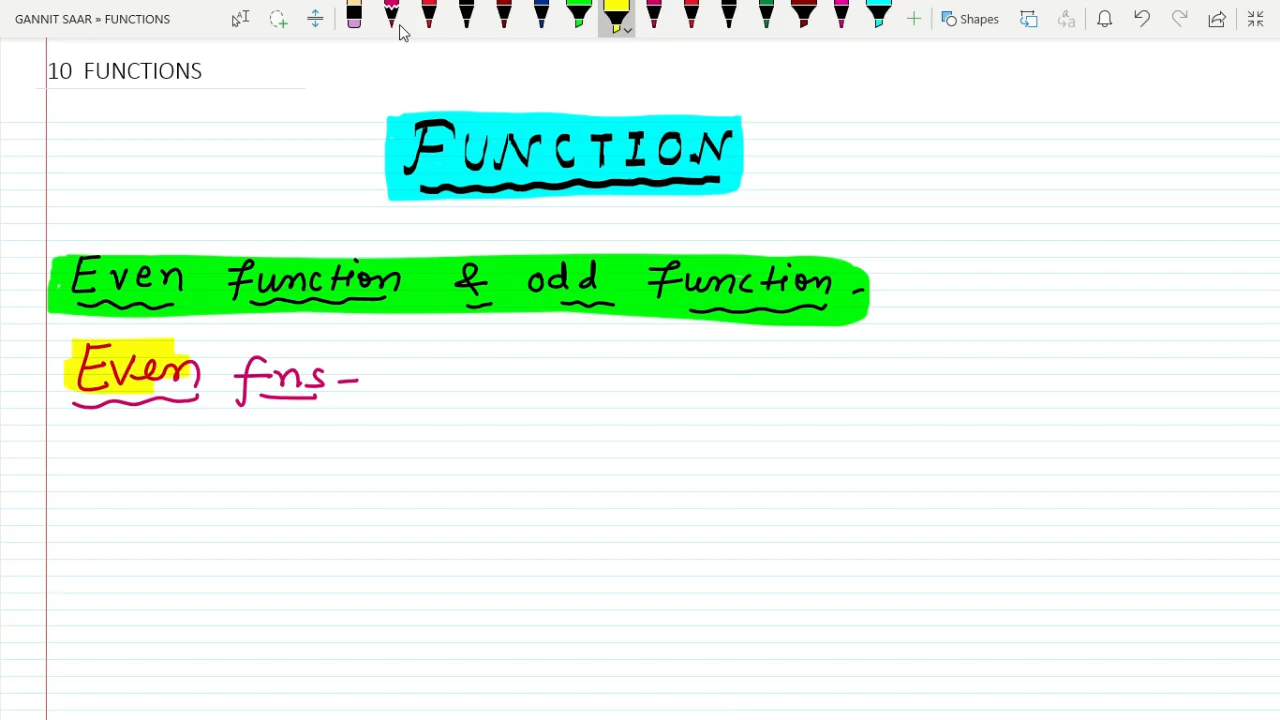 GANNIT SAAR » FUNCTIONS
Shapes
10 FUNCTIONS
FUNCTION
Even function & odd function -
Even fns -